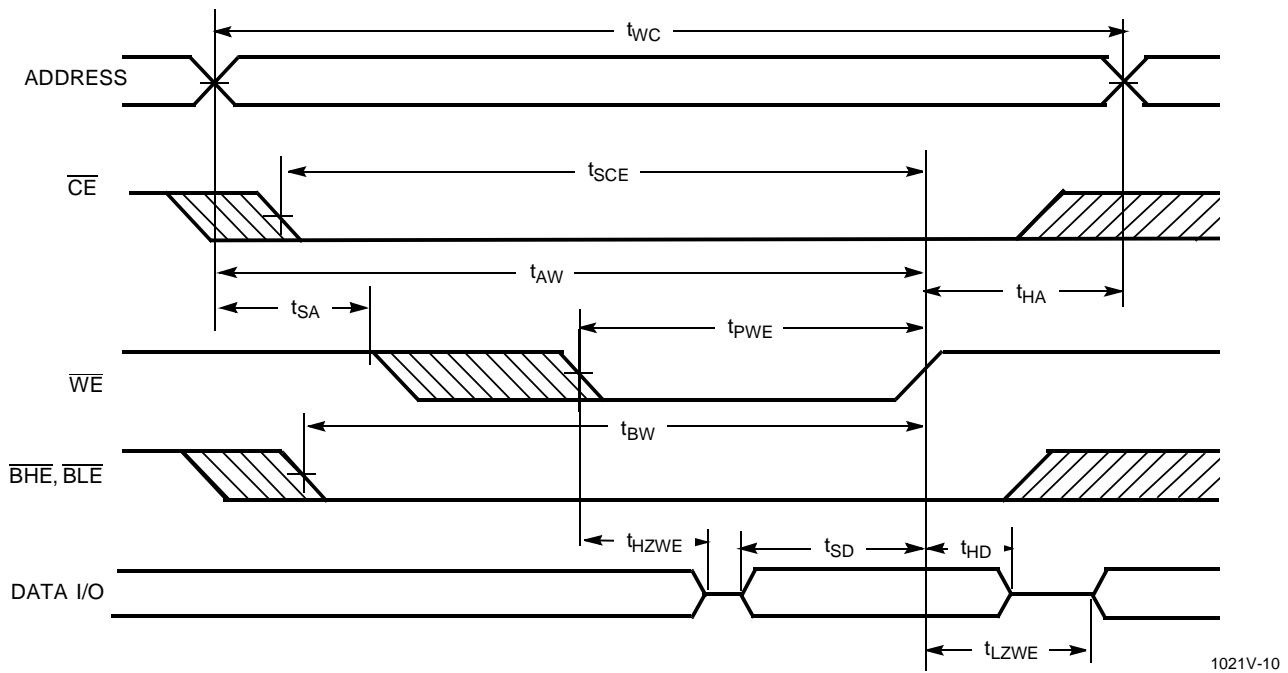 tWC
ADDRESS
CE
tSCE
tAW
tSA
tHA
tPWE
WE
tBW
BHE, BLE
tHZWE
tSD
tHD
DATA I/O
tLZWE
1021V-10